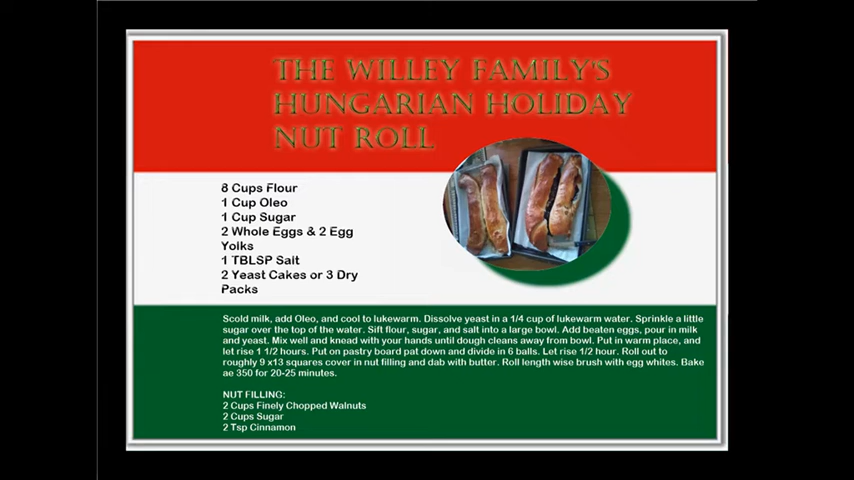 THE WILLEY FAMILY'S
HUNGARIAN HOLIDAY
NUT ROLL
8 Cups Flour
1 Cup Oleo
1 Cup Sugar
2 Whole Eggs & 2 Egg
Yolks
1 TBLSP Salt
2 Yeast Cakes or 3 Dry
Packs
Scold milk, add Oleo, and cool to lukewarm. Dissolve yeast in a 1/4 cup of lukewarm water. Sprinkle a little
sugar over the top of the water. Sift flour, sugar, and salt into a large bowl. Add beaten eggs, pour in milk
and yeast. Mix well and knead with your hands until dough cleans away from bowl. Put in warm place, and
let rise 1 1/2 hours. Put on pastry board pat down and divide in 6 balls. Let rise 1/2 hour. Roll out to
roughly 9 x13 squares cover in nut filling and dab with butter. Roll length wise brush with egg whites. Bake
ae 350 for 20-25 minutes.
NUT FILLING:
2 Cups Finely Chopped Walnuts
2 Cups Sugar
2 Tsp Cinnamon